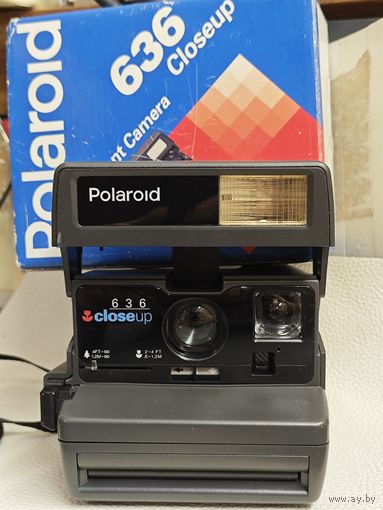 Polaroid
636
Closeup
nt Camera
Polaroid
636
closeup
4FT-∞
1.2M-∞
2-4 FT
.6-1.2M
www.ay.by